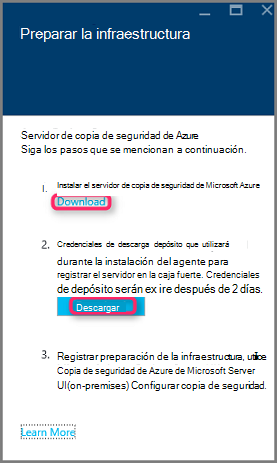 Preparar la infraestructura
Servidor de copia de seguridad de Azure
Siga los pasos que se mencionan a continuación.
1. Instalar el servidor de copia de seguridad de Microsoft Azure
Download
2. Credenciales de descarga depósito que utilizará
durante la instalación del agente para
registrar el servidor en la caja fuerte. Credenciales
de depósito serán ex ire después de 2 días.
Descargar
3. Registrar preparación de la infraestructura, utilice
Copia de seguridad de Azure de Microsoft Server
UI(on-premises) Configurar copia de seguridad.
Learn More